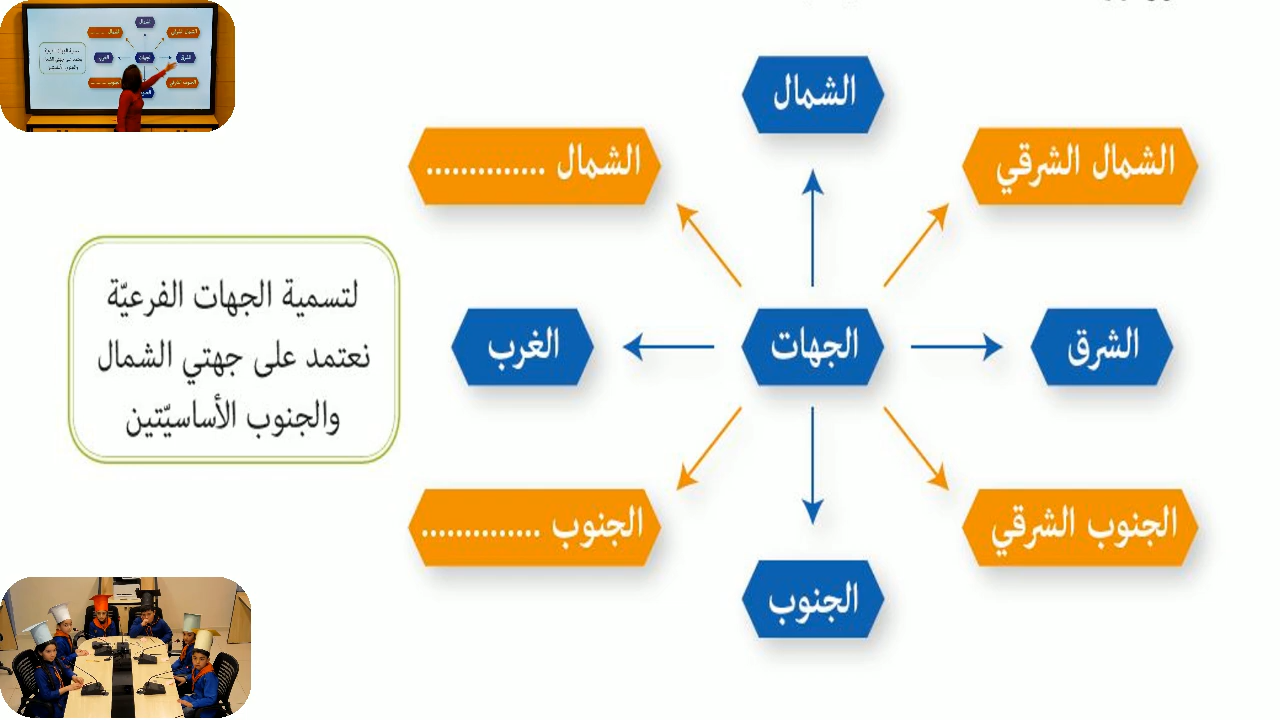 الشمال
الشمال الشرقي
الشمال ..............
الشرق
الجهات
الغرب
الجنوب الشرقي
الجنوب ..............
الجنوب
لتسمية الجهات الفرعيّة
نعتمد على جهتي الشمال
والجنوب الأساسيّتين